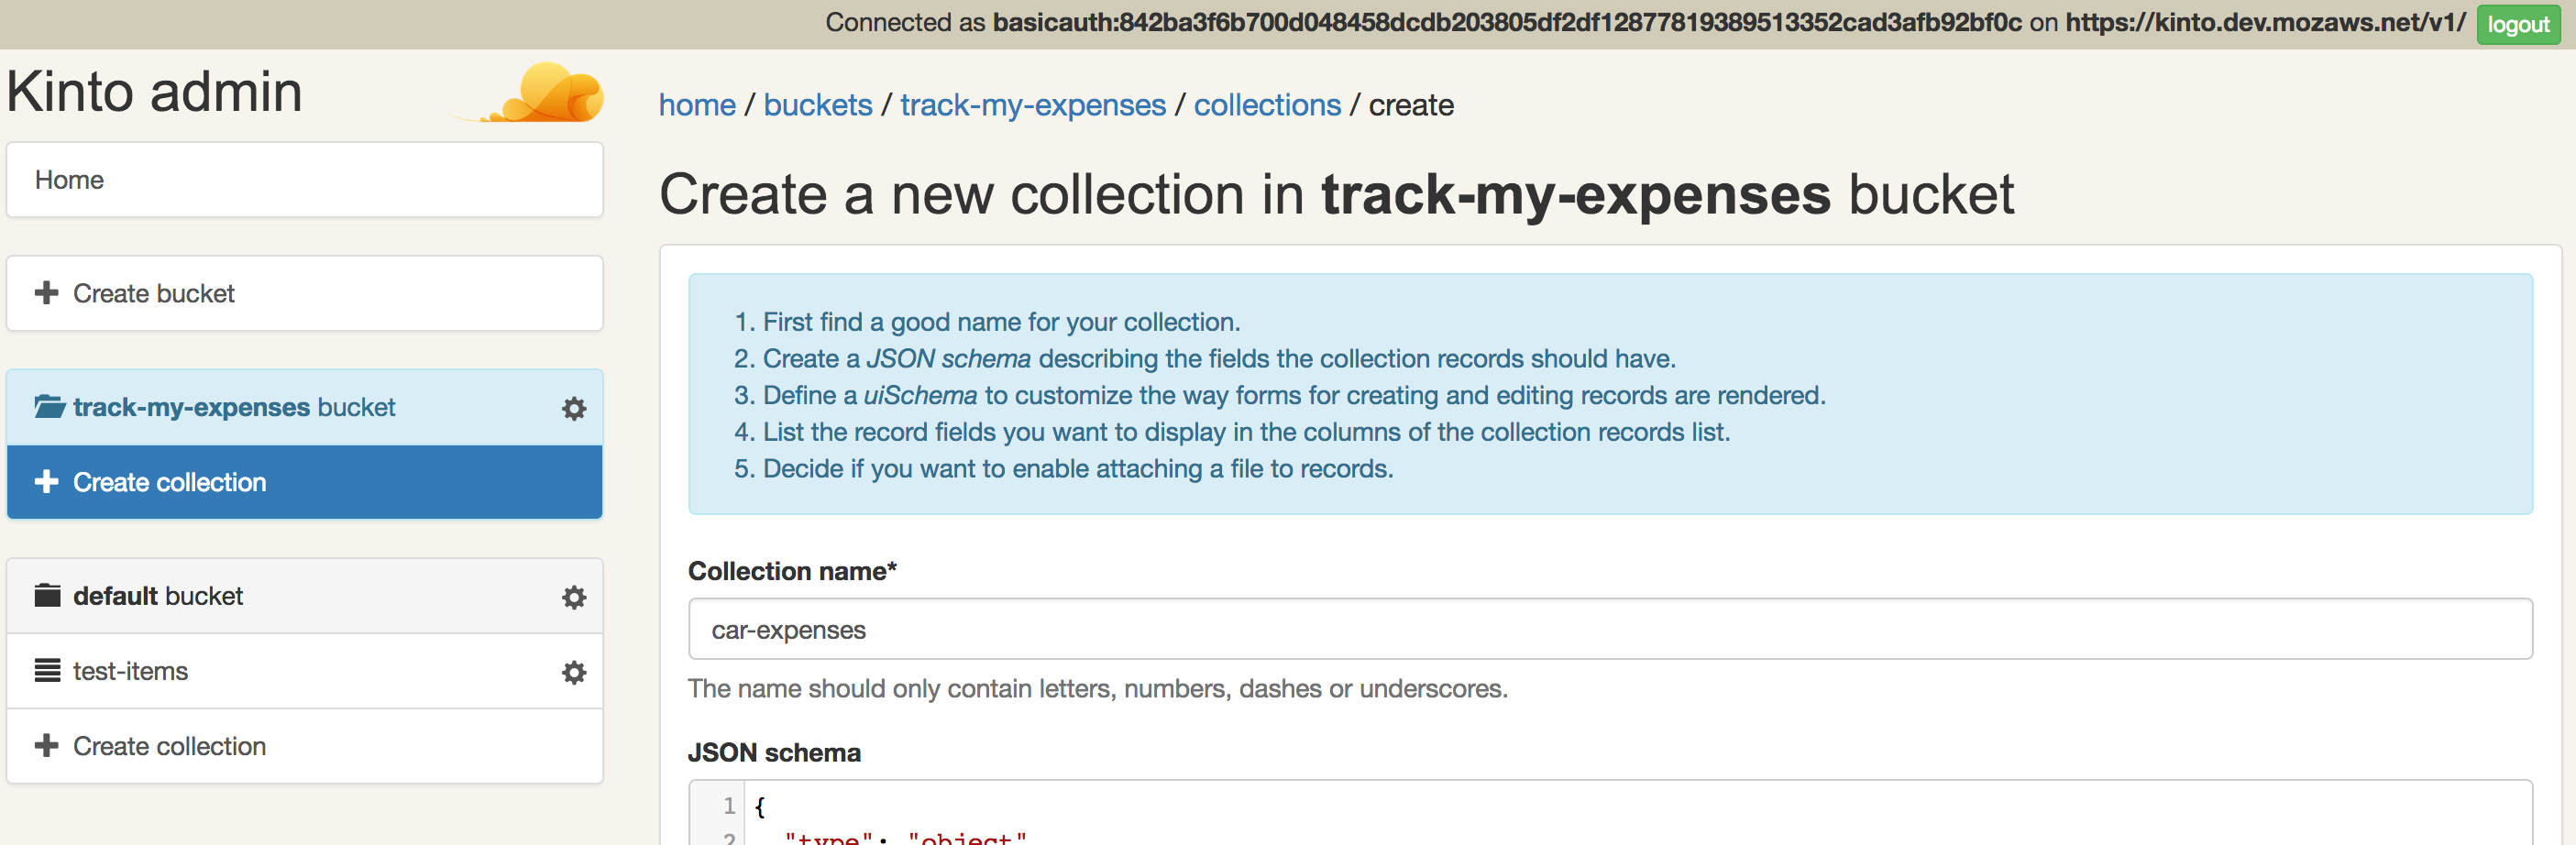 Connected as basicauth:842ba3f6b700d048458dcdb203805df2df12877819389513352cad3afb92bf0c on https://kinto.dev.mozaws.net/v1/ logout
Kinto admin
Home
Create bucket
track-my-expenses bucket
Create collection
default bucket
test-items
Create collection
home / buckets / track-my-expenses / collections / create
Create a new collection in track-my-expenses bucket
1. First find a good name for your collection.
2. Create a JSON schema describing the fields the collection records should have.
3. Define a uiSchema to customize the way forms for creating and editing records are rendered.
4. List the record fields you want to display in the columns of the collection records list.
5. Decide if you want to enable attaching a file to records.
Collection name*
car-expenses
The name should only contain letters, numbers, dashes or underscores.
JSON schema
1 {
2 "type": "object"